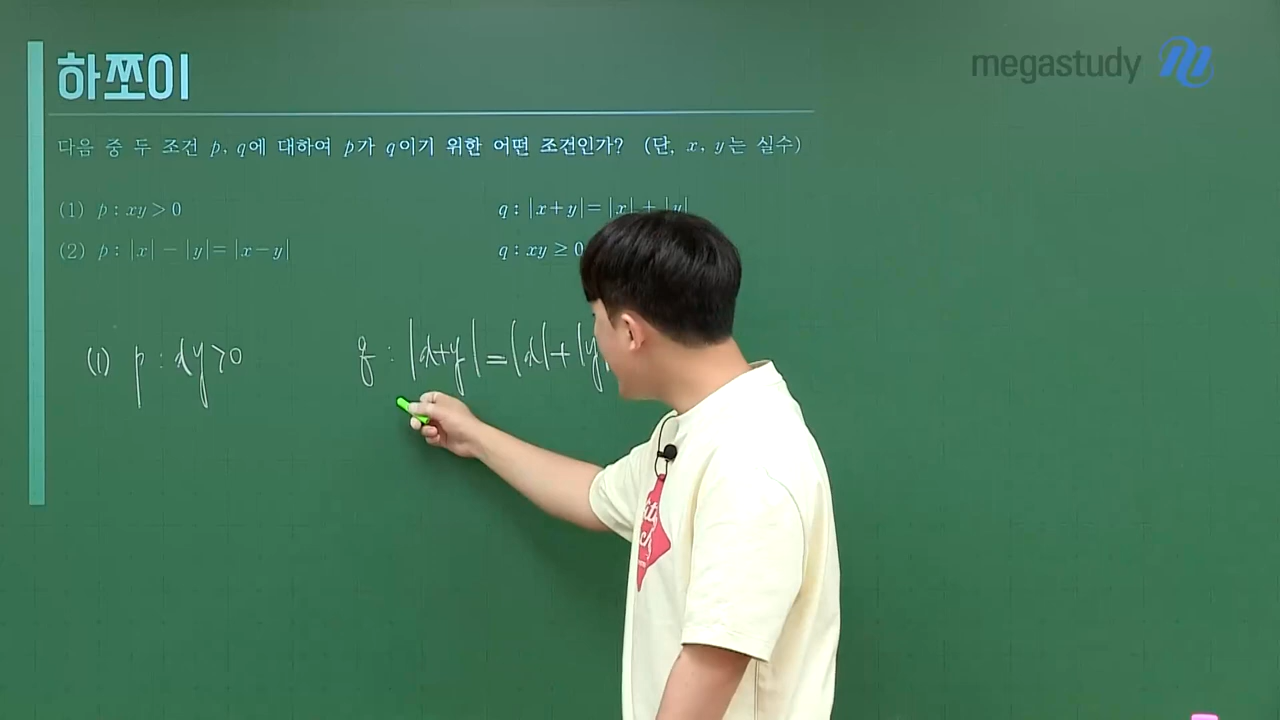 하쪼이
megastudy
다음 중 두 조건 p, q에 대하여 p가 q이기 위한 어떤 조건인가? (단, x, y는 실수)
(1) p : xy > 0 q : |x+y|=|x|+|y|
(2) p : |x|-|y|=|x-y| q : xy ≥ 0
(1) p : xy>0 q : |x+y|=|x|+|y|